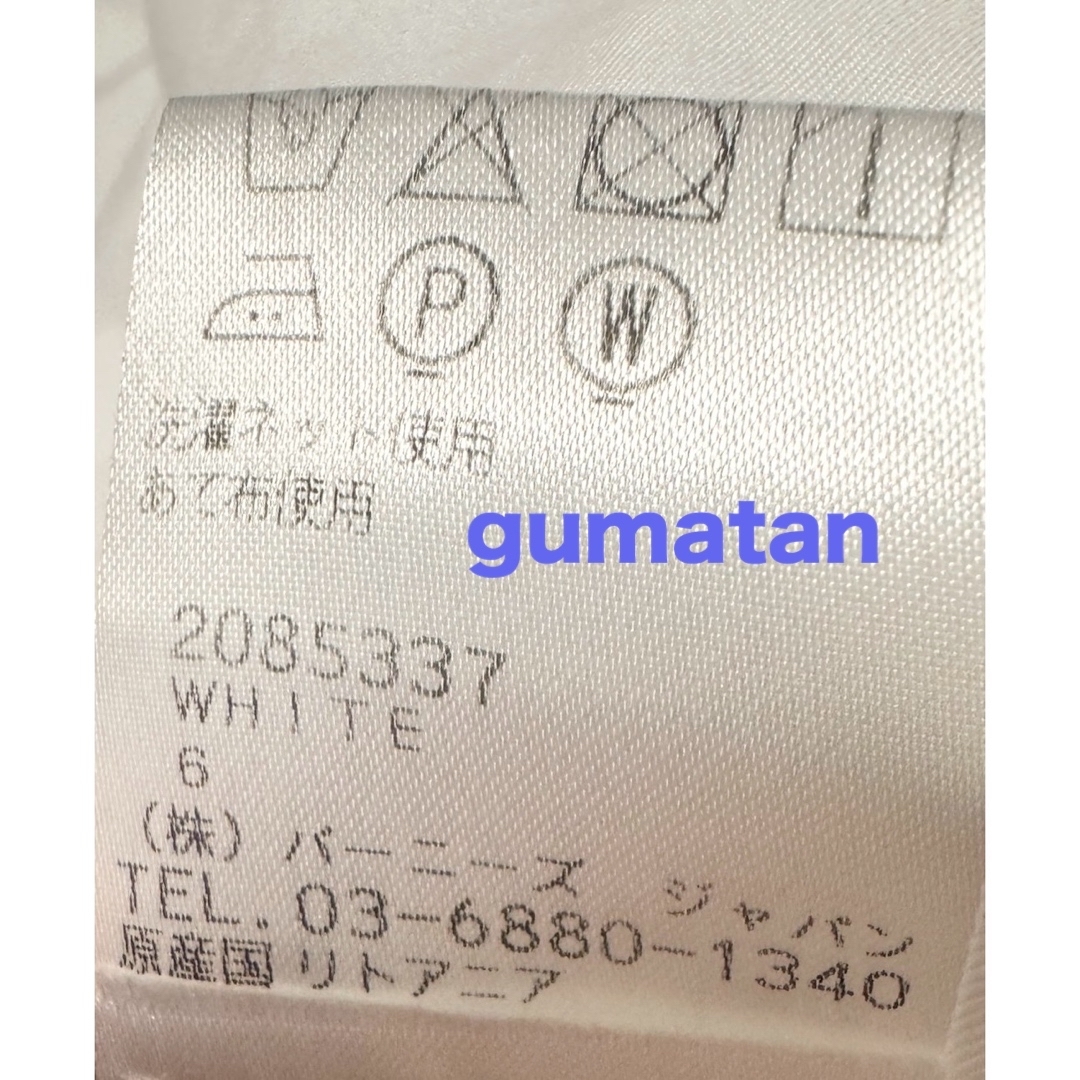 P W
洗濯ネット使用
あて布使用
gumatan
2085337
WHITE
6
(株) バーニーズ ジャパン
TEL. 03-6880-1340
原産国 リトアニア